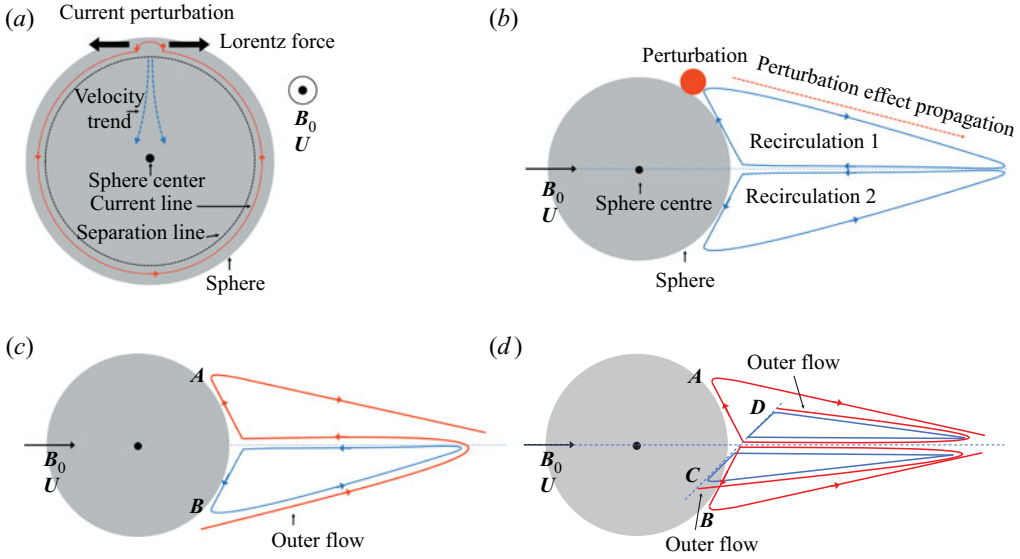 (a)
Current perturbation
Lorentz force
Velocity
trend
B0
U
Sphere center
Current line
Separation line
Sphere
(b)
Perturbation
Perturbation effect propagation
Recirculation 1
B0
U
Sphere centre
Recirculation 2
Sphere
(c)
A
B0
U
B
Outer flow
(d)
Outer flow
A
D
B0
U
C
B
Outer flow